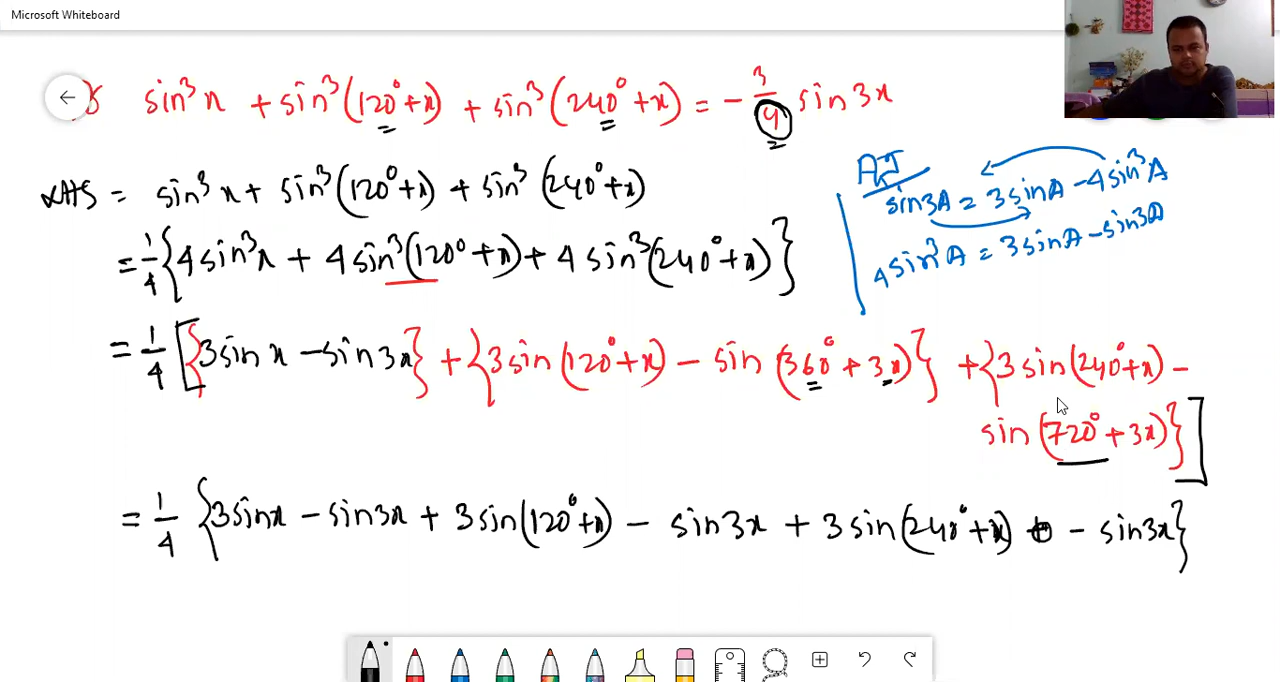 Microsoft Whiteboard
sin³x + sin³(120°+x) + sin³(240°+x) = -3/4 sin3x
LHS = sin³x + sin³(120°+x) + sin³(240°+x)
= 1/4{4sin³x + 4sin³(120°+x) + 4sin³(240°+x)}
sin3A = 3sinA - 4sin³A
4sin³A = 3sinA - sin3A
= 1/4[{3sinx - sin3x} + {3sin(120°+x) - sin(360°+3x)} + {3sin(240°+x) -
sin(720°+3x)}]
= 1/4{3sinx - sin3x + 3sin(120°+x) - sin3x + 3sin(240°+x) - sin3x}